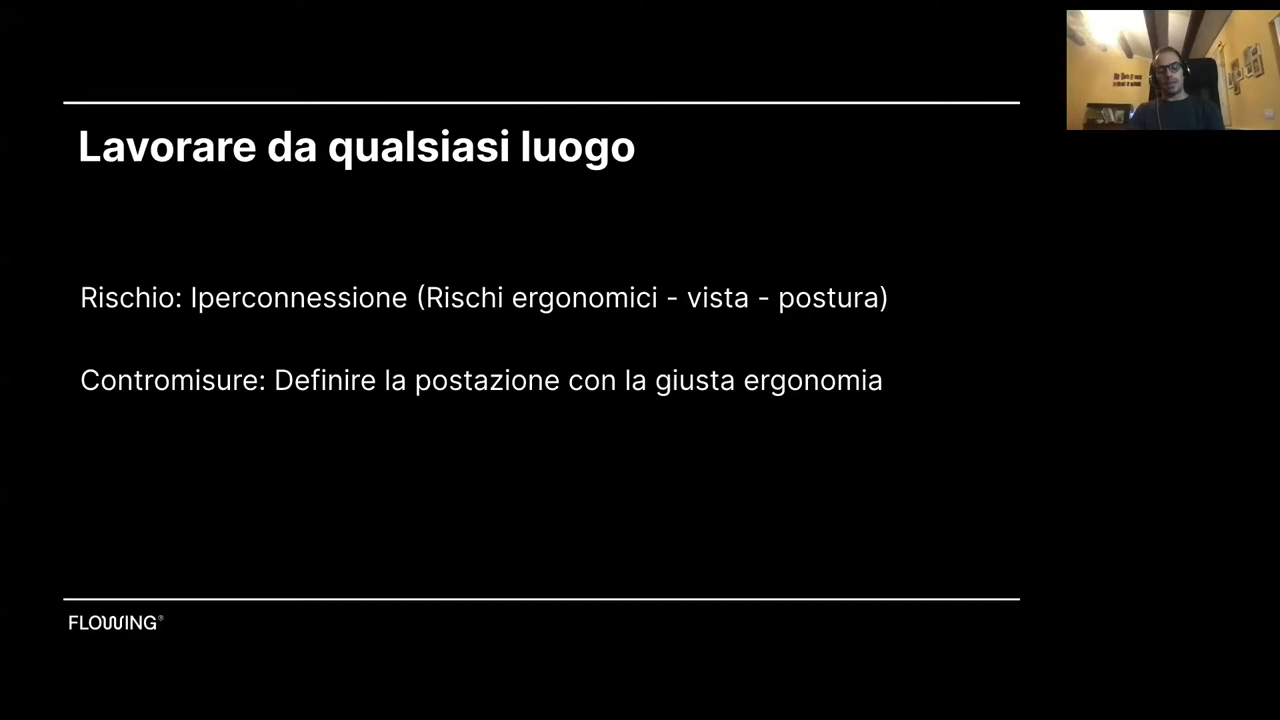 Lavorare da qualsiasi luogo
Rischio: Iperconnessione (Rischi ergonomici - vista - postura)
Contromisure: Definire la postazione con la giusta ergonomia
FLOWING®